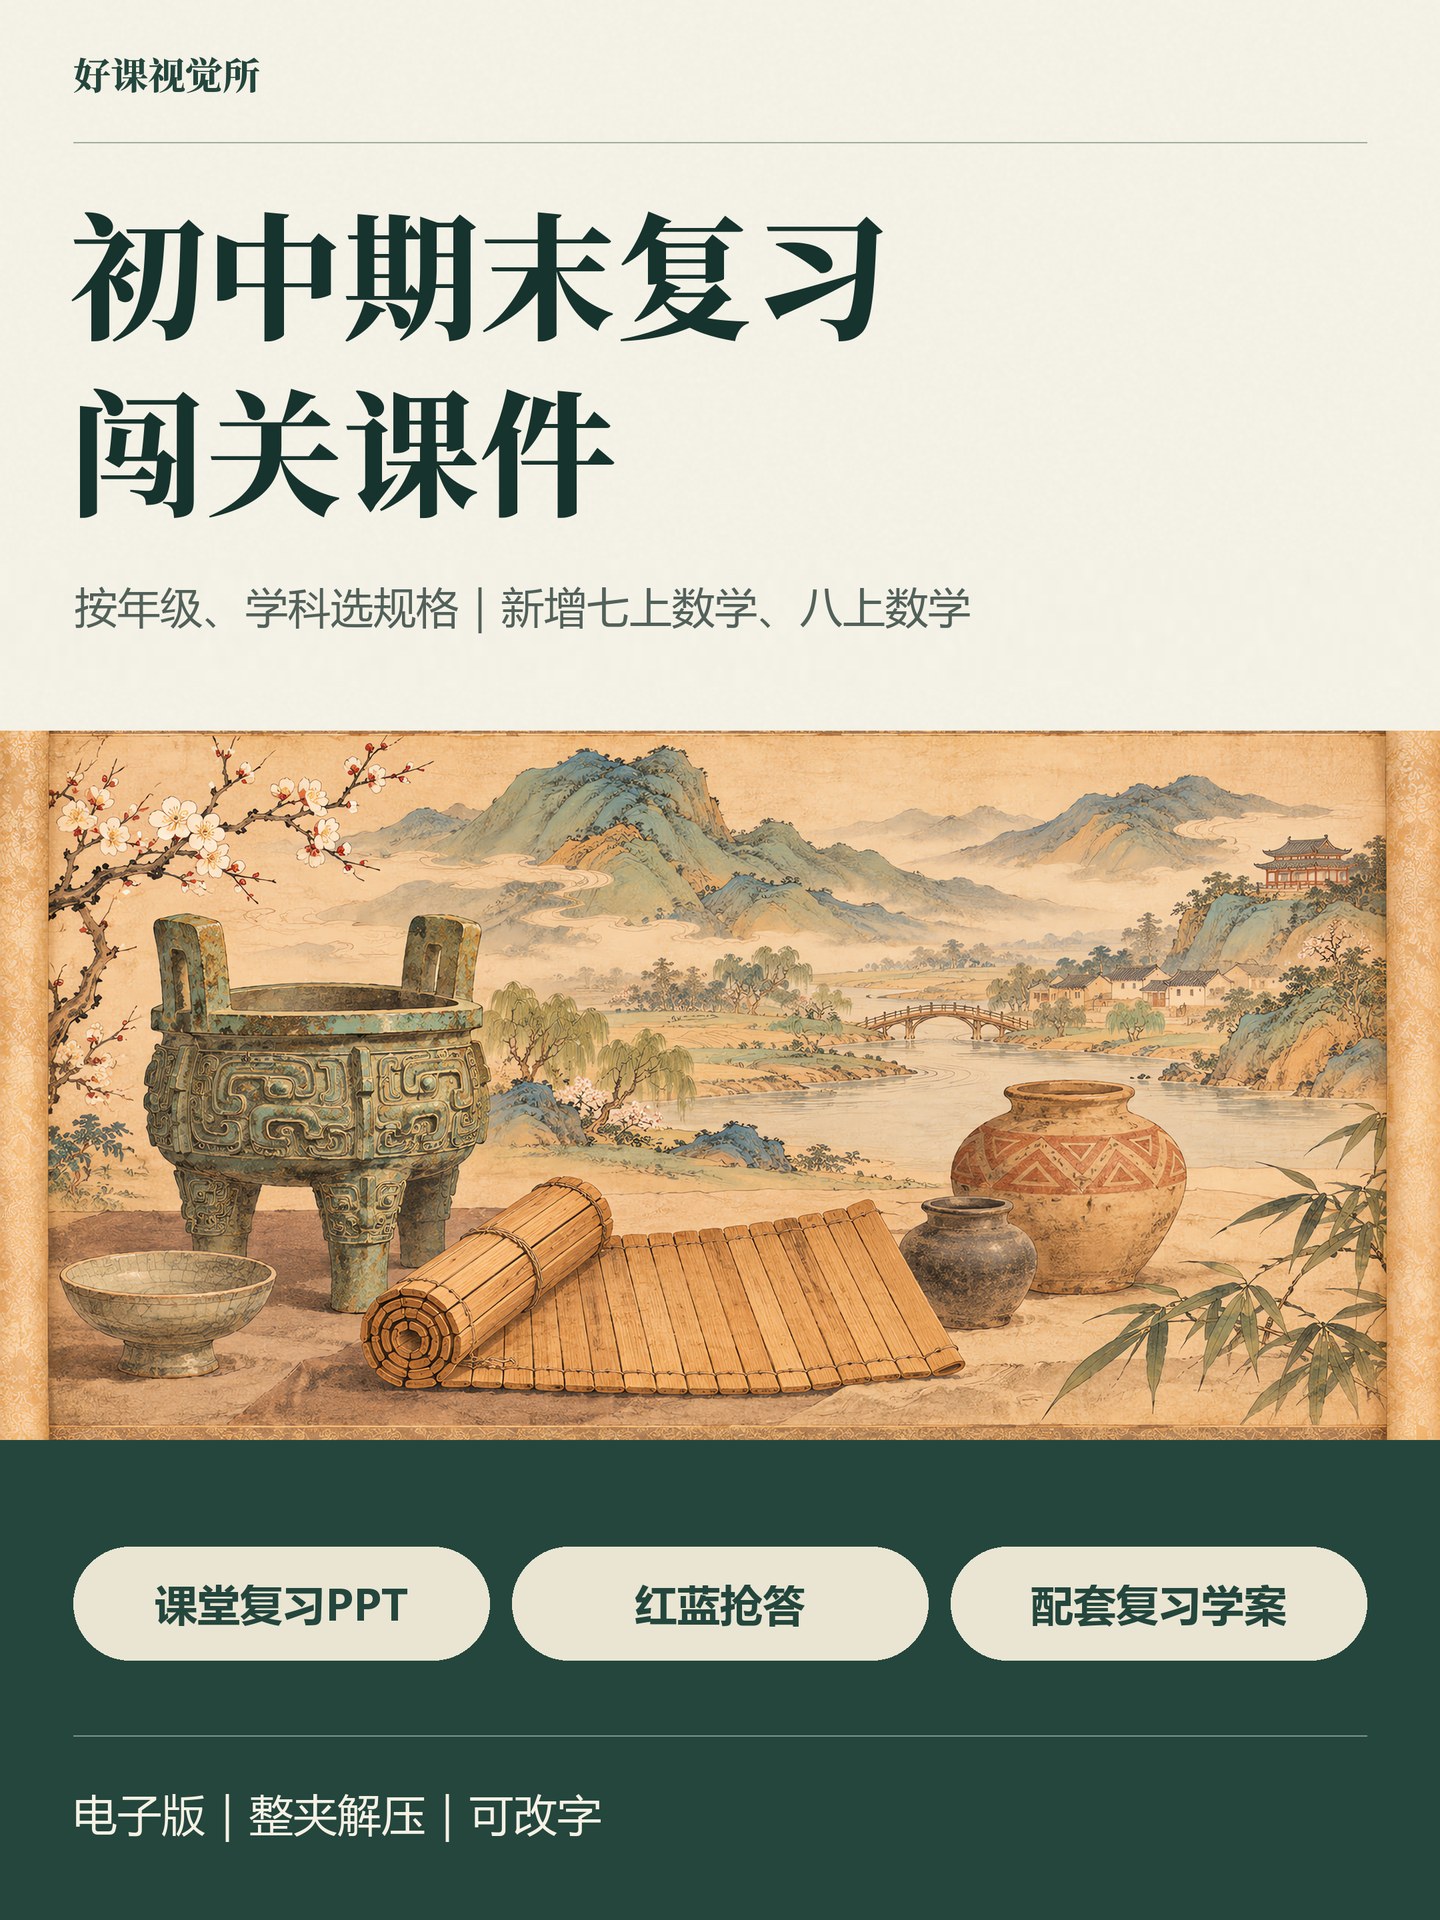 好课视觉所
初中期末复习
闯关课件
按年级、学科选规格｜新增七上数学、八上数学
课堂复习PPT
红蓝抢答
配套复习学案
电子版｜整夹解压｜可改字